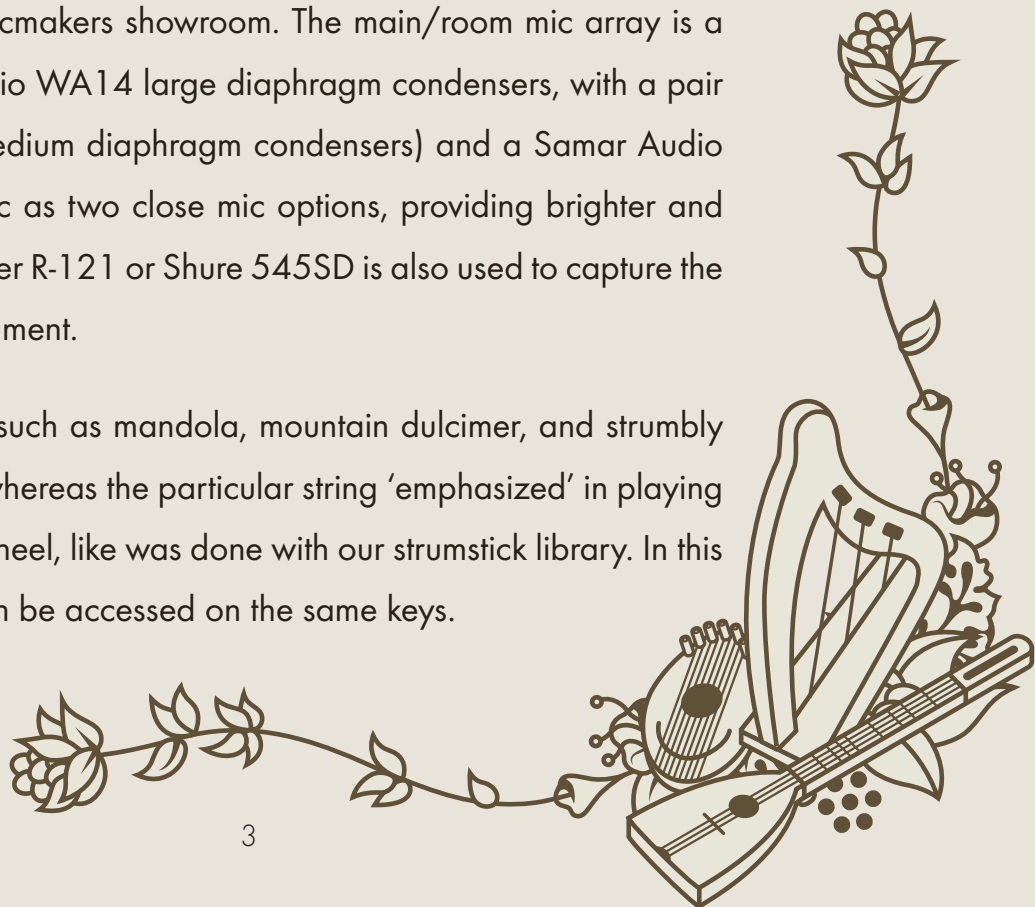 cmakers showroom. The main/room mic array is a
io WA14 large diaphragm condensers, with a pair
edium diaphragm condensers) and a Samar Audio
c as two close mic options, providing brighter and
er R-121 or Shure 545SD is also used to capture the
ment.
such as mandola, mountain dulcimer, and strumbly
whereas the particular string ‘emphasized’ in playing
heel, like was done with our strumstick library. In this
n be accessed on the same keys.
3